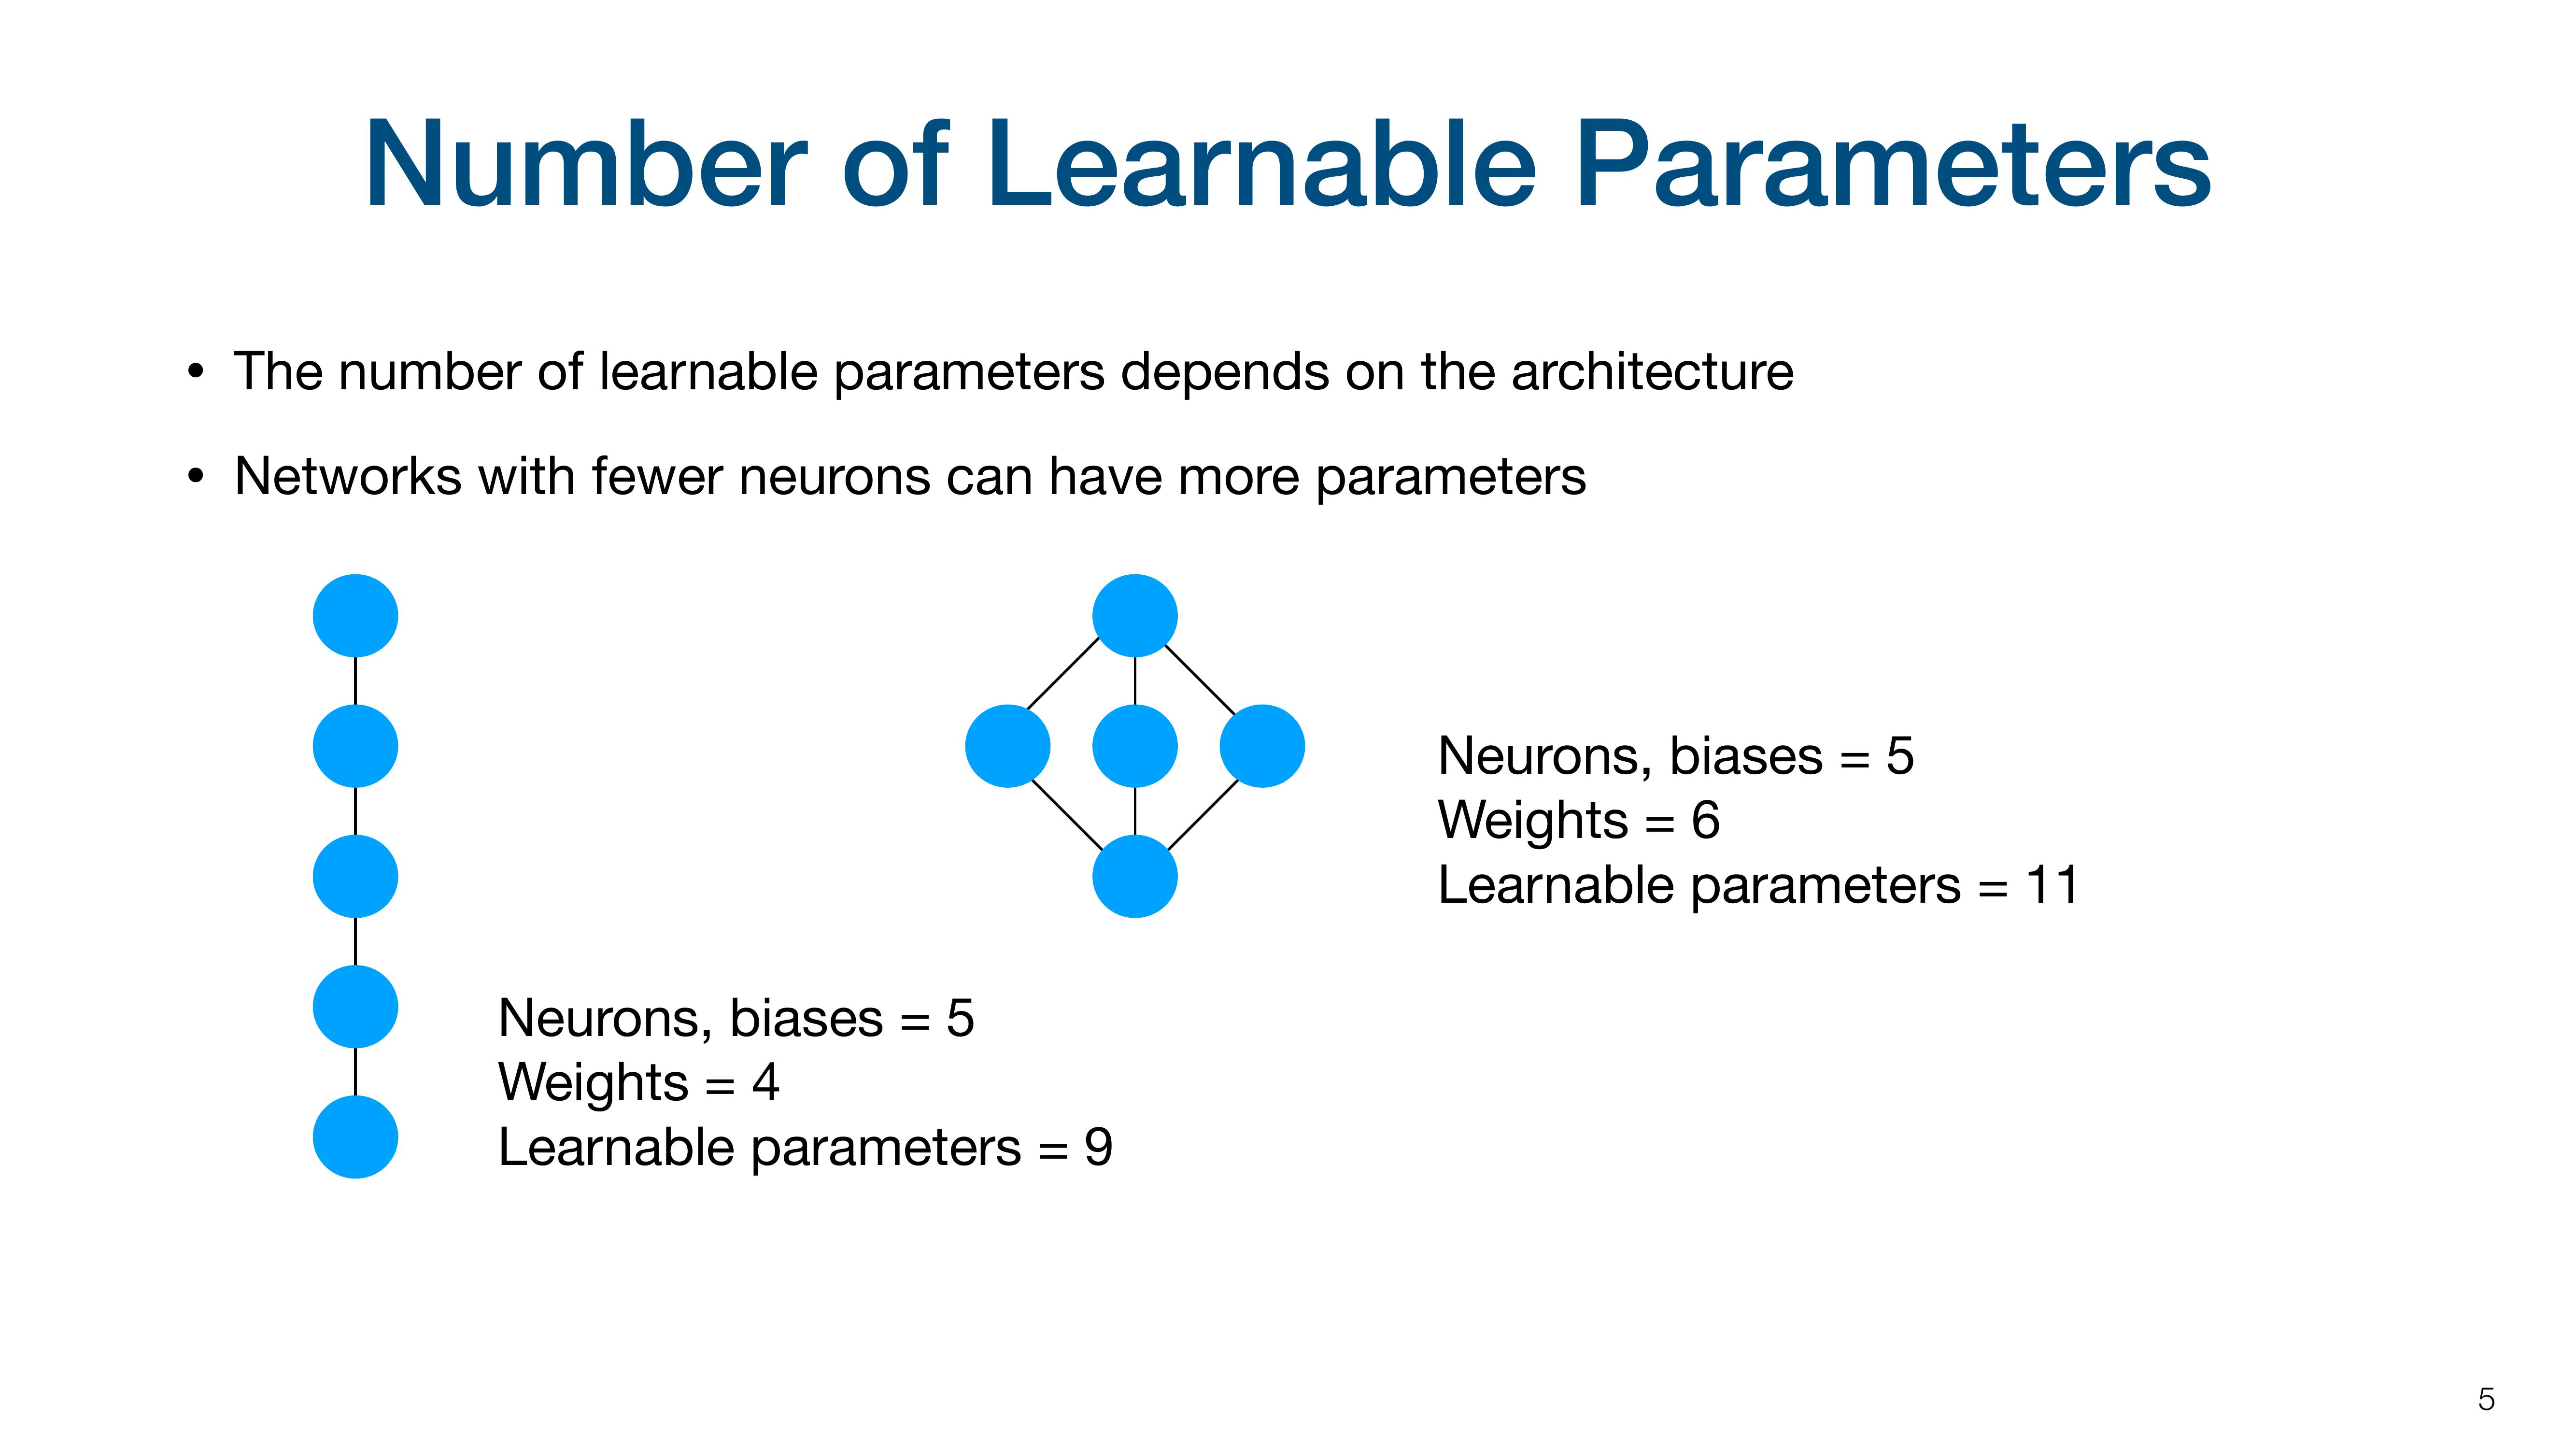 Number of Learnable Parameters
• The number of learnable parameters depends on the architecture
• Networks with fewer neurons can have more parameters
Neurons, biases = 5
Weights = 4
Learnable parameters = 9
Neurons, biases = 5
Weights = 6
Learnable parameters = 11
5